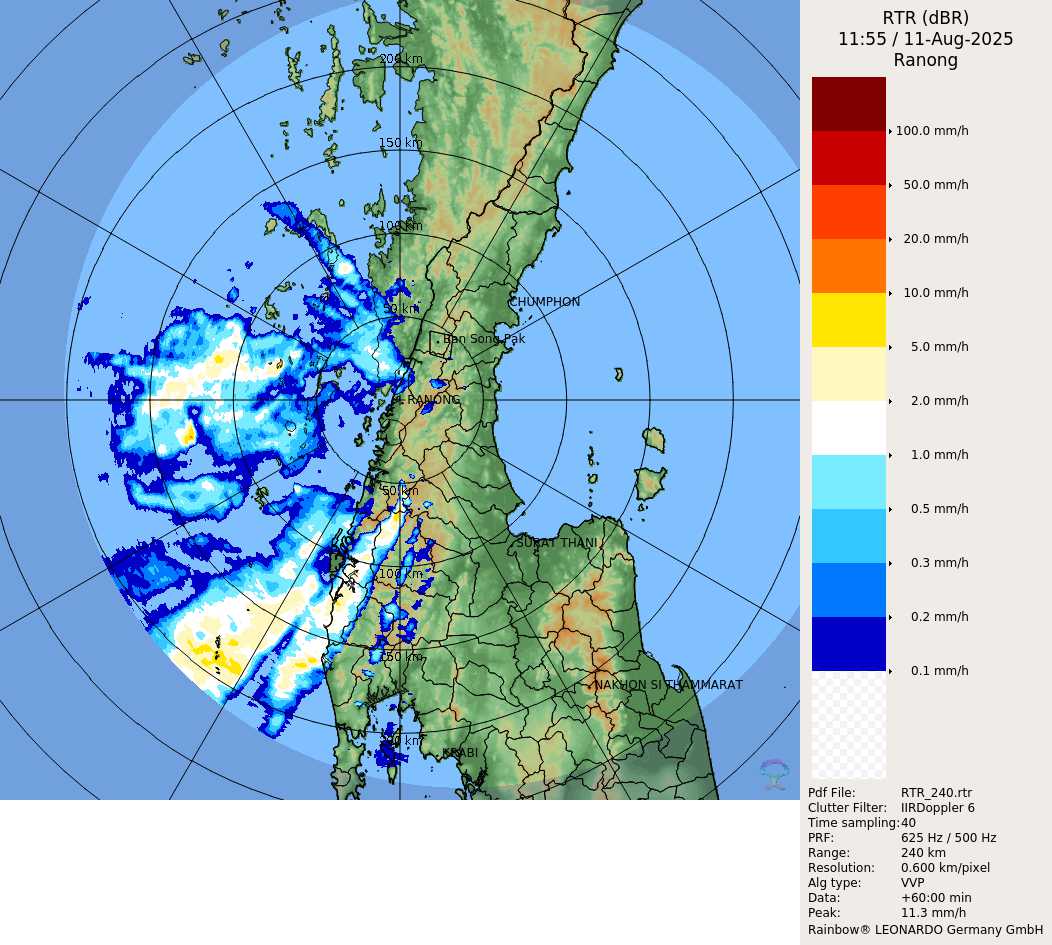 RTR (dBR)
11:55 / 11-Aug-2025
Ranong
200 km
150 km
100 km
50 km
CHUMPHON
Ban Song Pak
RANONG
50 km
SURAT THANI
100 km
150 km
NAKHON SI THAMMARAT
200 km
KRABI
100.0 mm/h
50.0 mm/h
20.0 mm/h
10.0 mm/h
5.0 mm/h
2.0 mm/h
1.0 mm/h
0.5 mm/h
0.3 mm/h
0.2 mm/h
0.1 mm/h
Pdf File: RTR_240.rtr
Clutter Filter: IIRDoppler 6
Time sampling: 40
PRF: 625 Hz / 500 Hz
Range: 240 km
Resolution: 0.600 km/pixel
Alg type: VVP
Data: +60:00 min
Peak: 11.3 mm/h
Rainbow® LEONARDO Germany GmbH